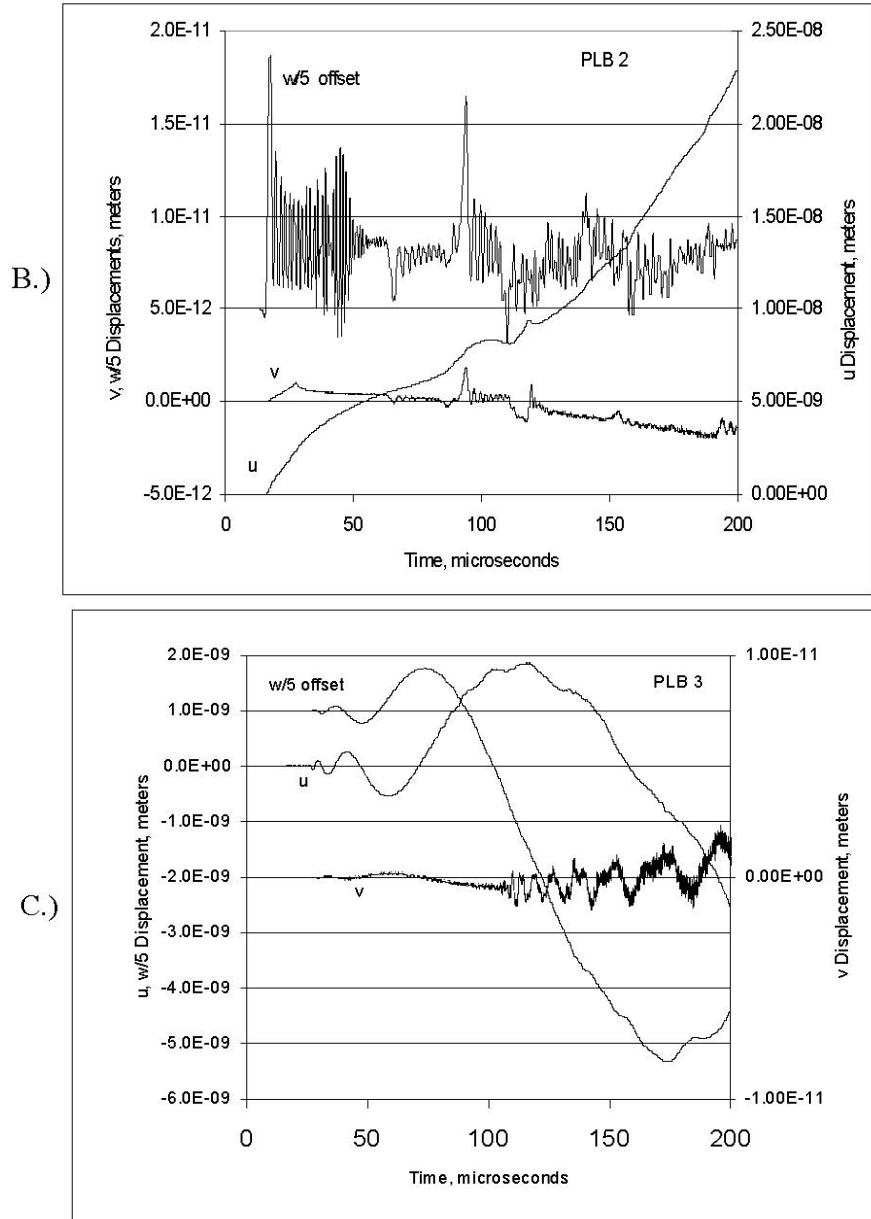 B.)
2.0E-11
1.5E-11
1.0E-11
5.0E-12
0.0E+00
-5.0E-12
v, w/5 Displacements, meters
w/5 offset
PLB 2
v
u
2.50E-08
2.00E-08
1.50E-08
1.00E-08
5.00E-09
0.00E+00
u Displacement, meters
0 50 100 150 200
Time, microseconds
C.)
2.0E-09
1.0E-09
0.0E+00
-1.0E-09
-2.0E-09
-3.0E-09
-4.0E-09
-5.0E-09
-6.0E-09
u, w/5 Displacement, meters
w/5 offset
PLB 3
u
v
1.00E-11
0.00E+00
-1.00E-11
v Displacement, meters
0 50 100 150 200
Time, microseconds